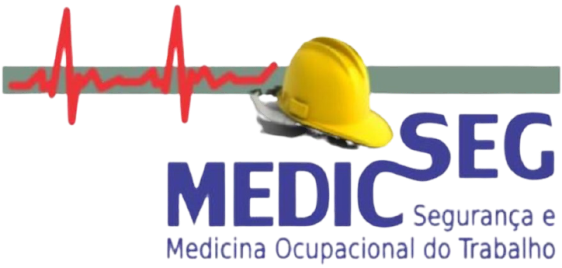 MEDICSEG
Segurança e
Medicina Ocupacional do Trabalho